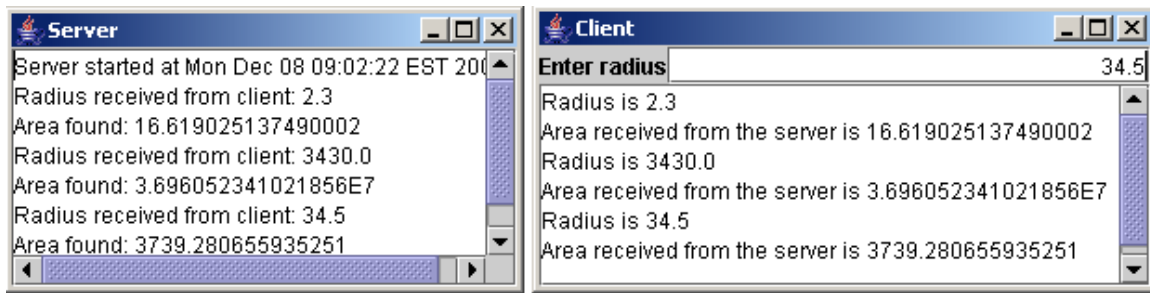 Server
Server started at Mon Dec 08 09:02:22 EST 200
Radius received from client: 2.3
Area found: 16.619025137490002
Radius received from client: 3430.0
Area found: 3.696052341021856E7
Radius received from client: 34.5
Area found: 3739.280655935251
Client
Enter radius 34.5
Radius is 2.3
Area received from the server is 16.619025137490002
Radius is 3430.0
Area received from the server is 3.696052341021856E7
Radius is 34.5
Area received from the server is 3739.280655935251